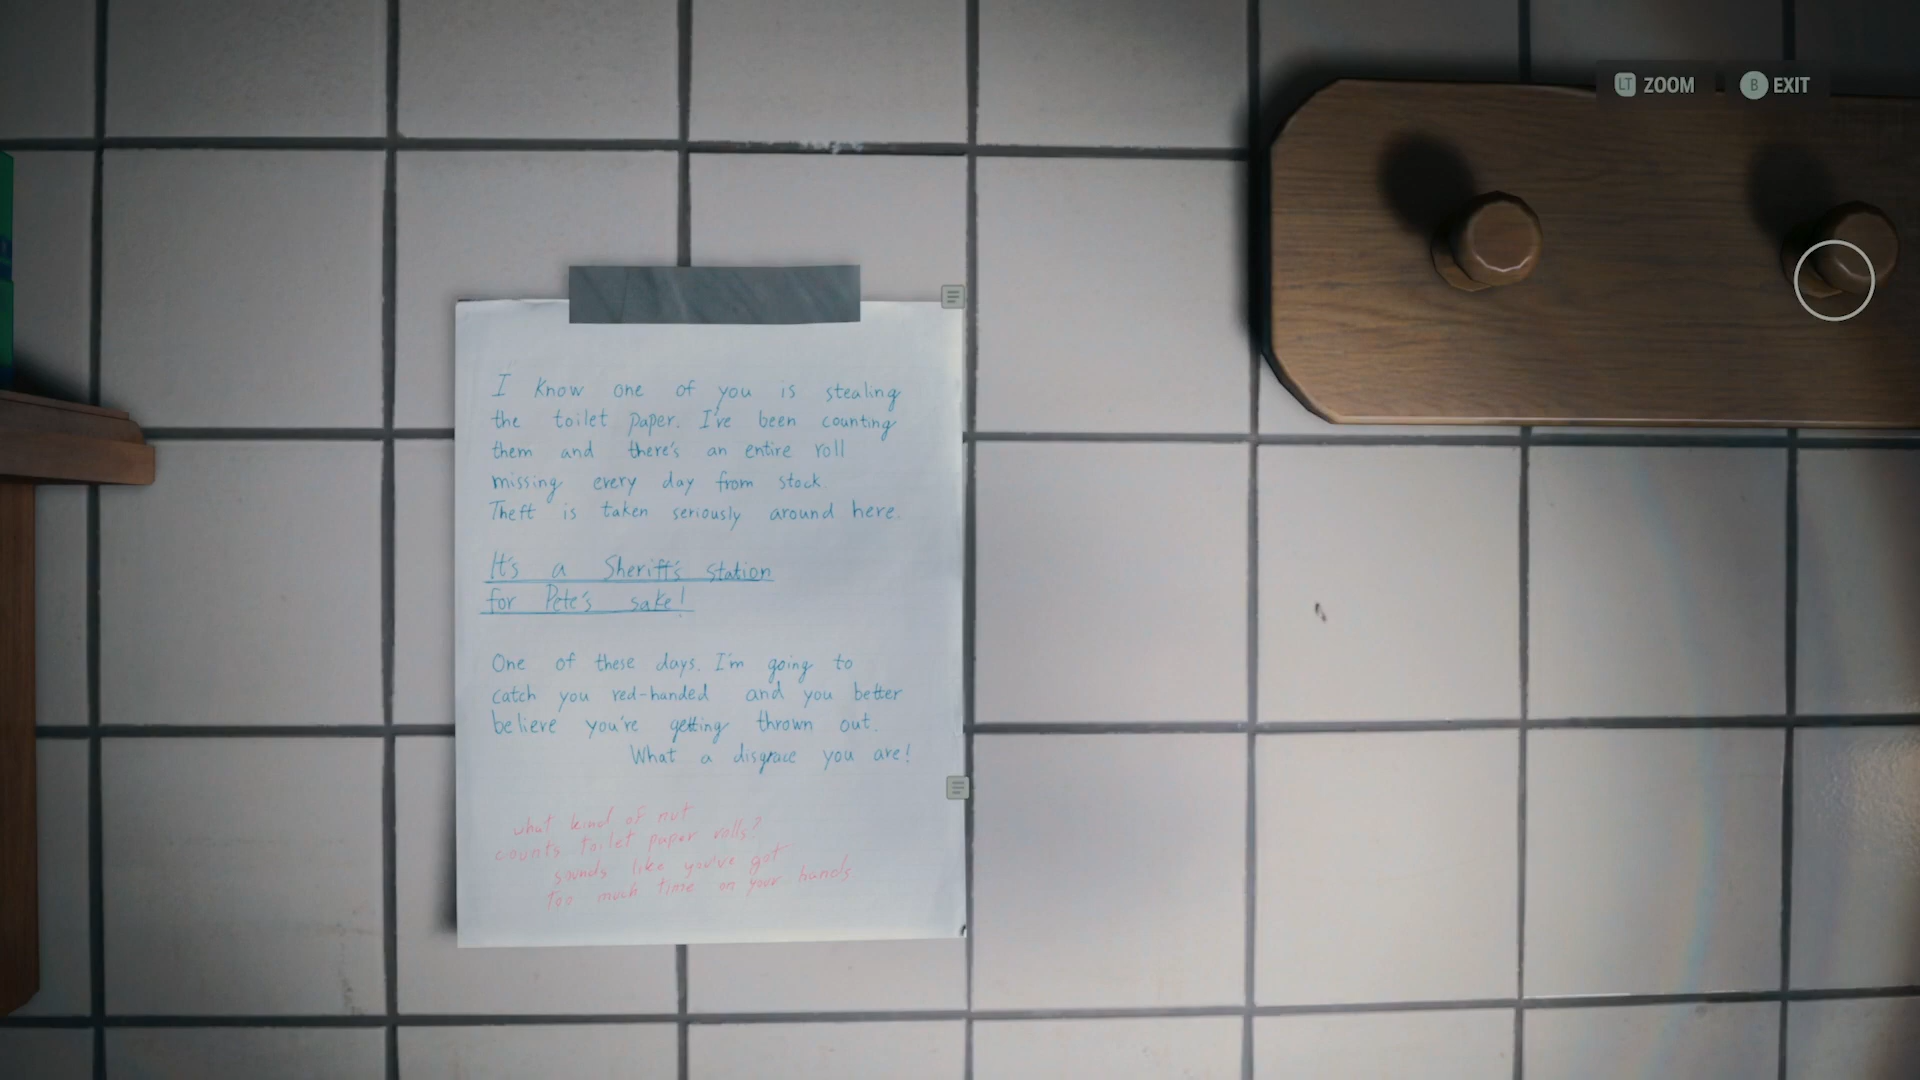 LT ZOOM B EXIT
I know one of you is stealing
the toilet paper. I've been counting
them and there's an entire roll
missing every day from stock.
Theft is taken seriously around here.
It's a Sheriff's station
for Pete's sake!
One of these days. I'm going to
catch you red-handed and you better
believe you're getting thrown out.
What a disgrace you are!
what kind of nut
counts toilet paper rolls?
sounds like you've got
too much time on your hands.